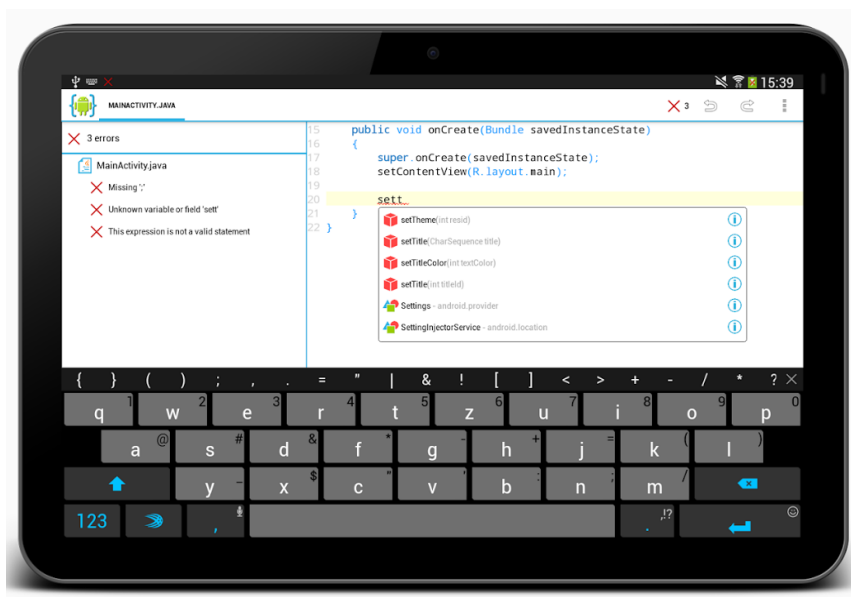 15:39
MAINACTIVITY.JAVA
3
3 errors
MainActivity.java
Missing ';'
Unknown variable or field 'sett'
This expression is not a valid statement
15 public void onCreate(Bundle savedInstanceState)
16 {
17 super.onCreate(savedInstanceState);
18 setContentView(R.layout.main);
19
20 sett
21 }
22 }
setTheme(int resid)
setTitle(CharSequence title)
setTitleColor(int textColor)
setTitle(int titleId)
Settings - android.provider
SettingInjectorService - android.location
{ } ( ) ; , . = " | & ! [ ] < > + - / * ?
1 2 3 4 5 6 7 8 9 0
q w e r t z u i o p
@ # & * - + = ( )
a s d f g h j k l
_ $ " ' : ; /
y x c v b n m
123 , ,!? .